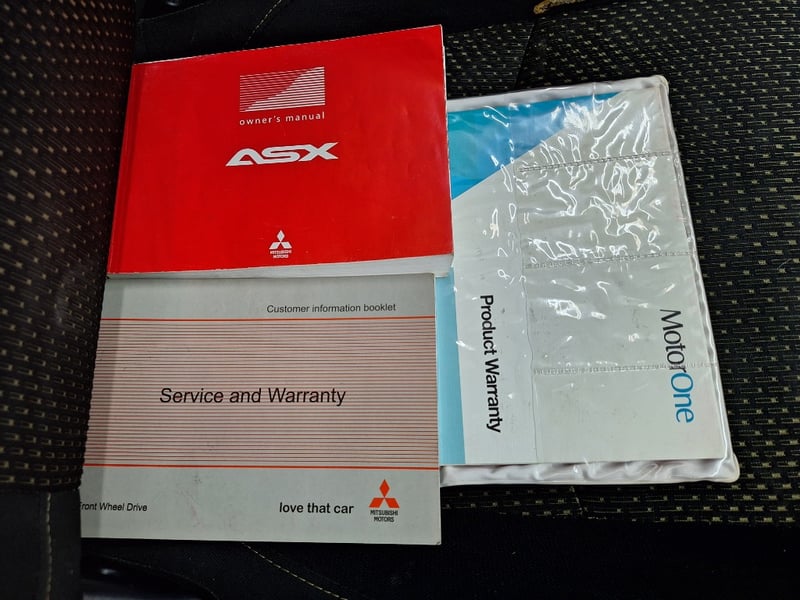 owner's manual
ASX
MITSUBISHI
MOTORS
Customer information booklet
Service and Warranty
Front Wheel Drive
love that car
MITSUBISHI
MOTORS
Product Warranty
MotorOne